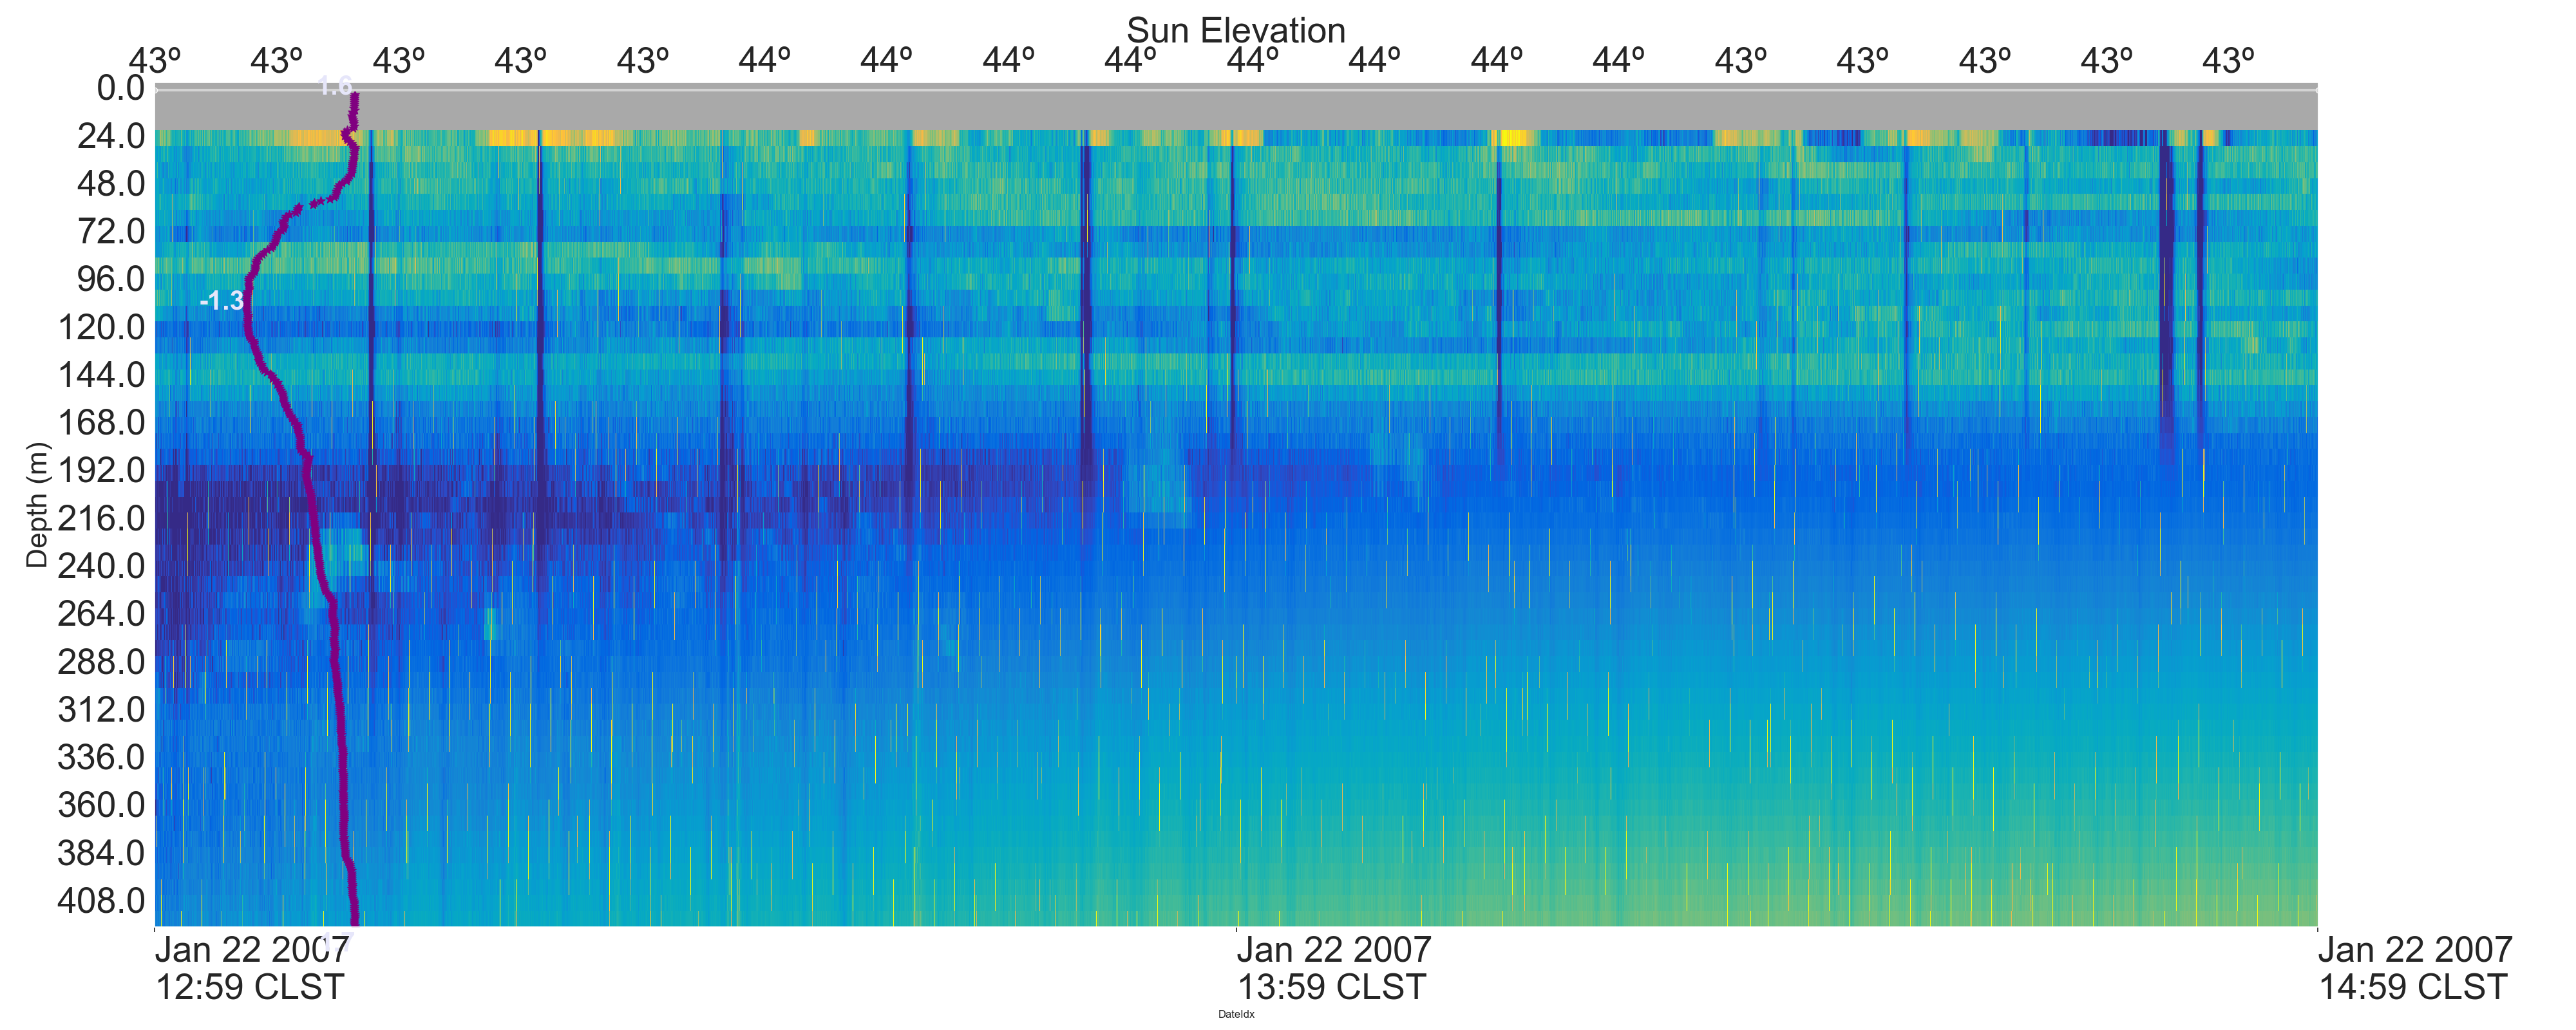 Sun Elevation
43º 43º 43º 43º 43º 44º 44º 44º 44º 44º 44º 44º 44º 43º 43º 43º 43º 43º
1.6
0.0
24.0
48.0
72.0
96.0
-1.3
120.0
144.0
168.0
192.0
216.0
240.0
264.0
288.0
312.0
336.0
360.0
384.0
408.0
Depth (m)
1.7
Jan 22 2007
12:59 CLST
Jan 22 2007
13:59 CLST
Jan 22 2007
14:59 CLST
DateIdx